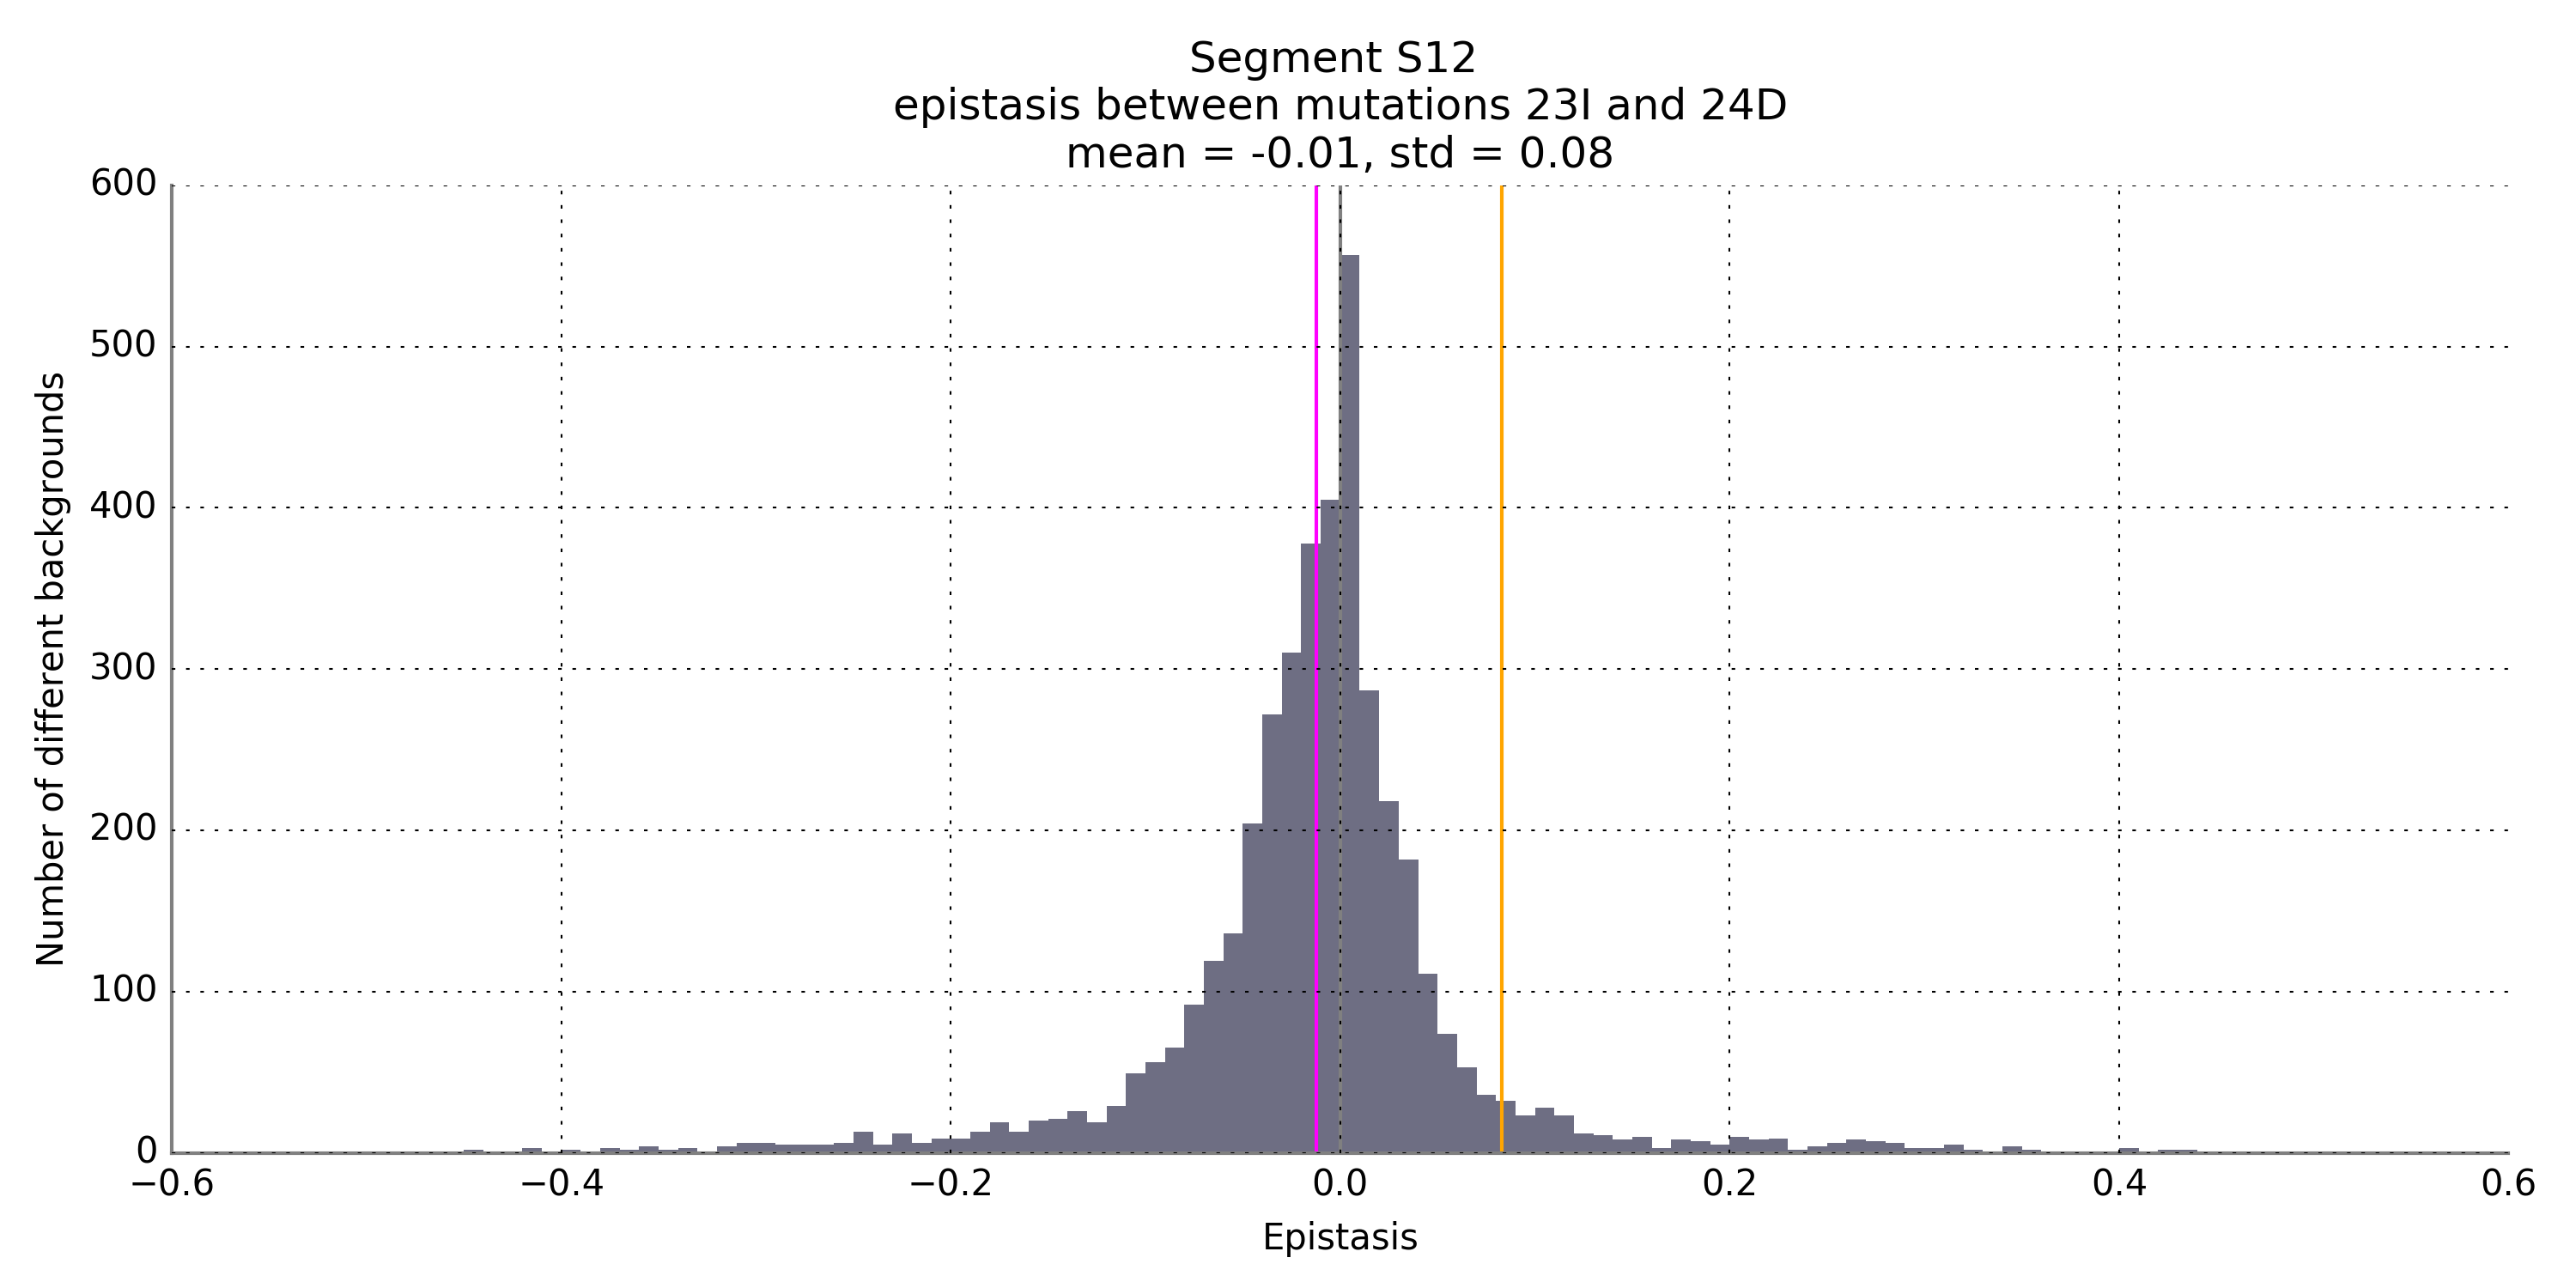 Segment S12
epistasis between mutations 23I and 24D
mean = -0.01, std = 0.08
Number of different backgrounds
600
500
400
300
200
100
0
−0.6 −0.4 −0.2 0.0 0.2 0.4 0.6
Epistasis